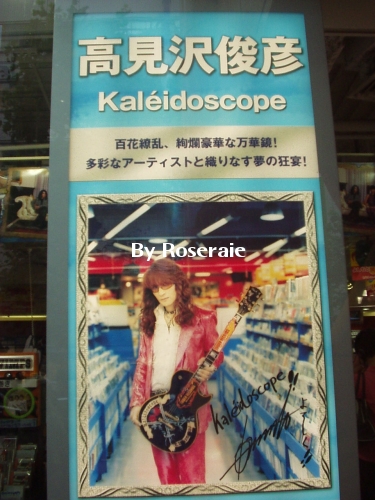 高見沢俊彦
Kaléidoscope
百花繚乱、絢爛豪華な万華鏡!
多彩なアーティストと織りなす夢の狂宴!
By Roseraie
Kaléidoscope!!